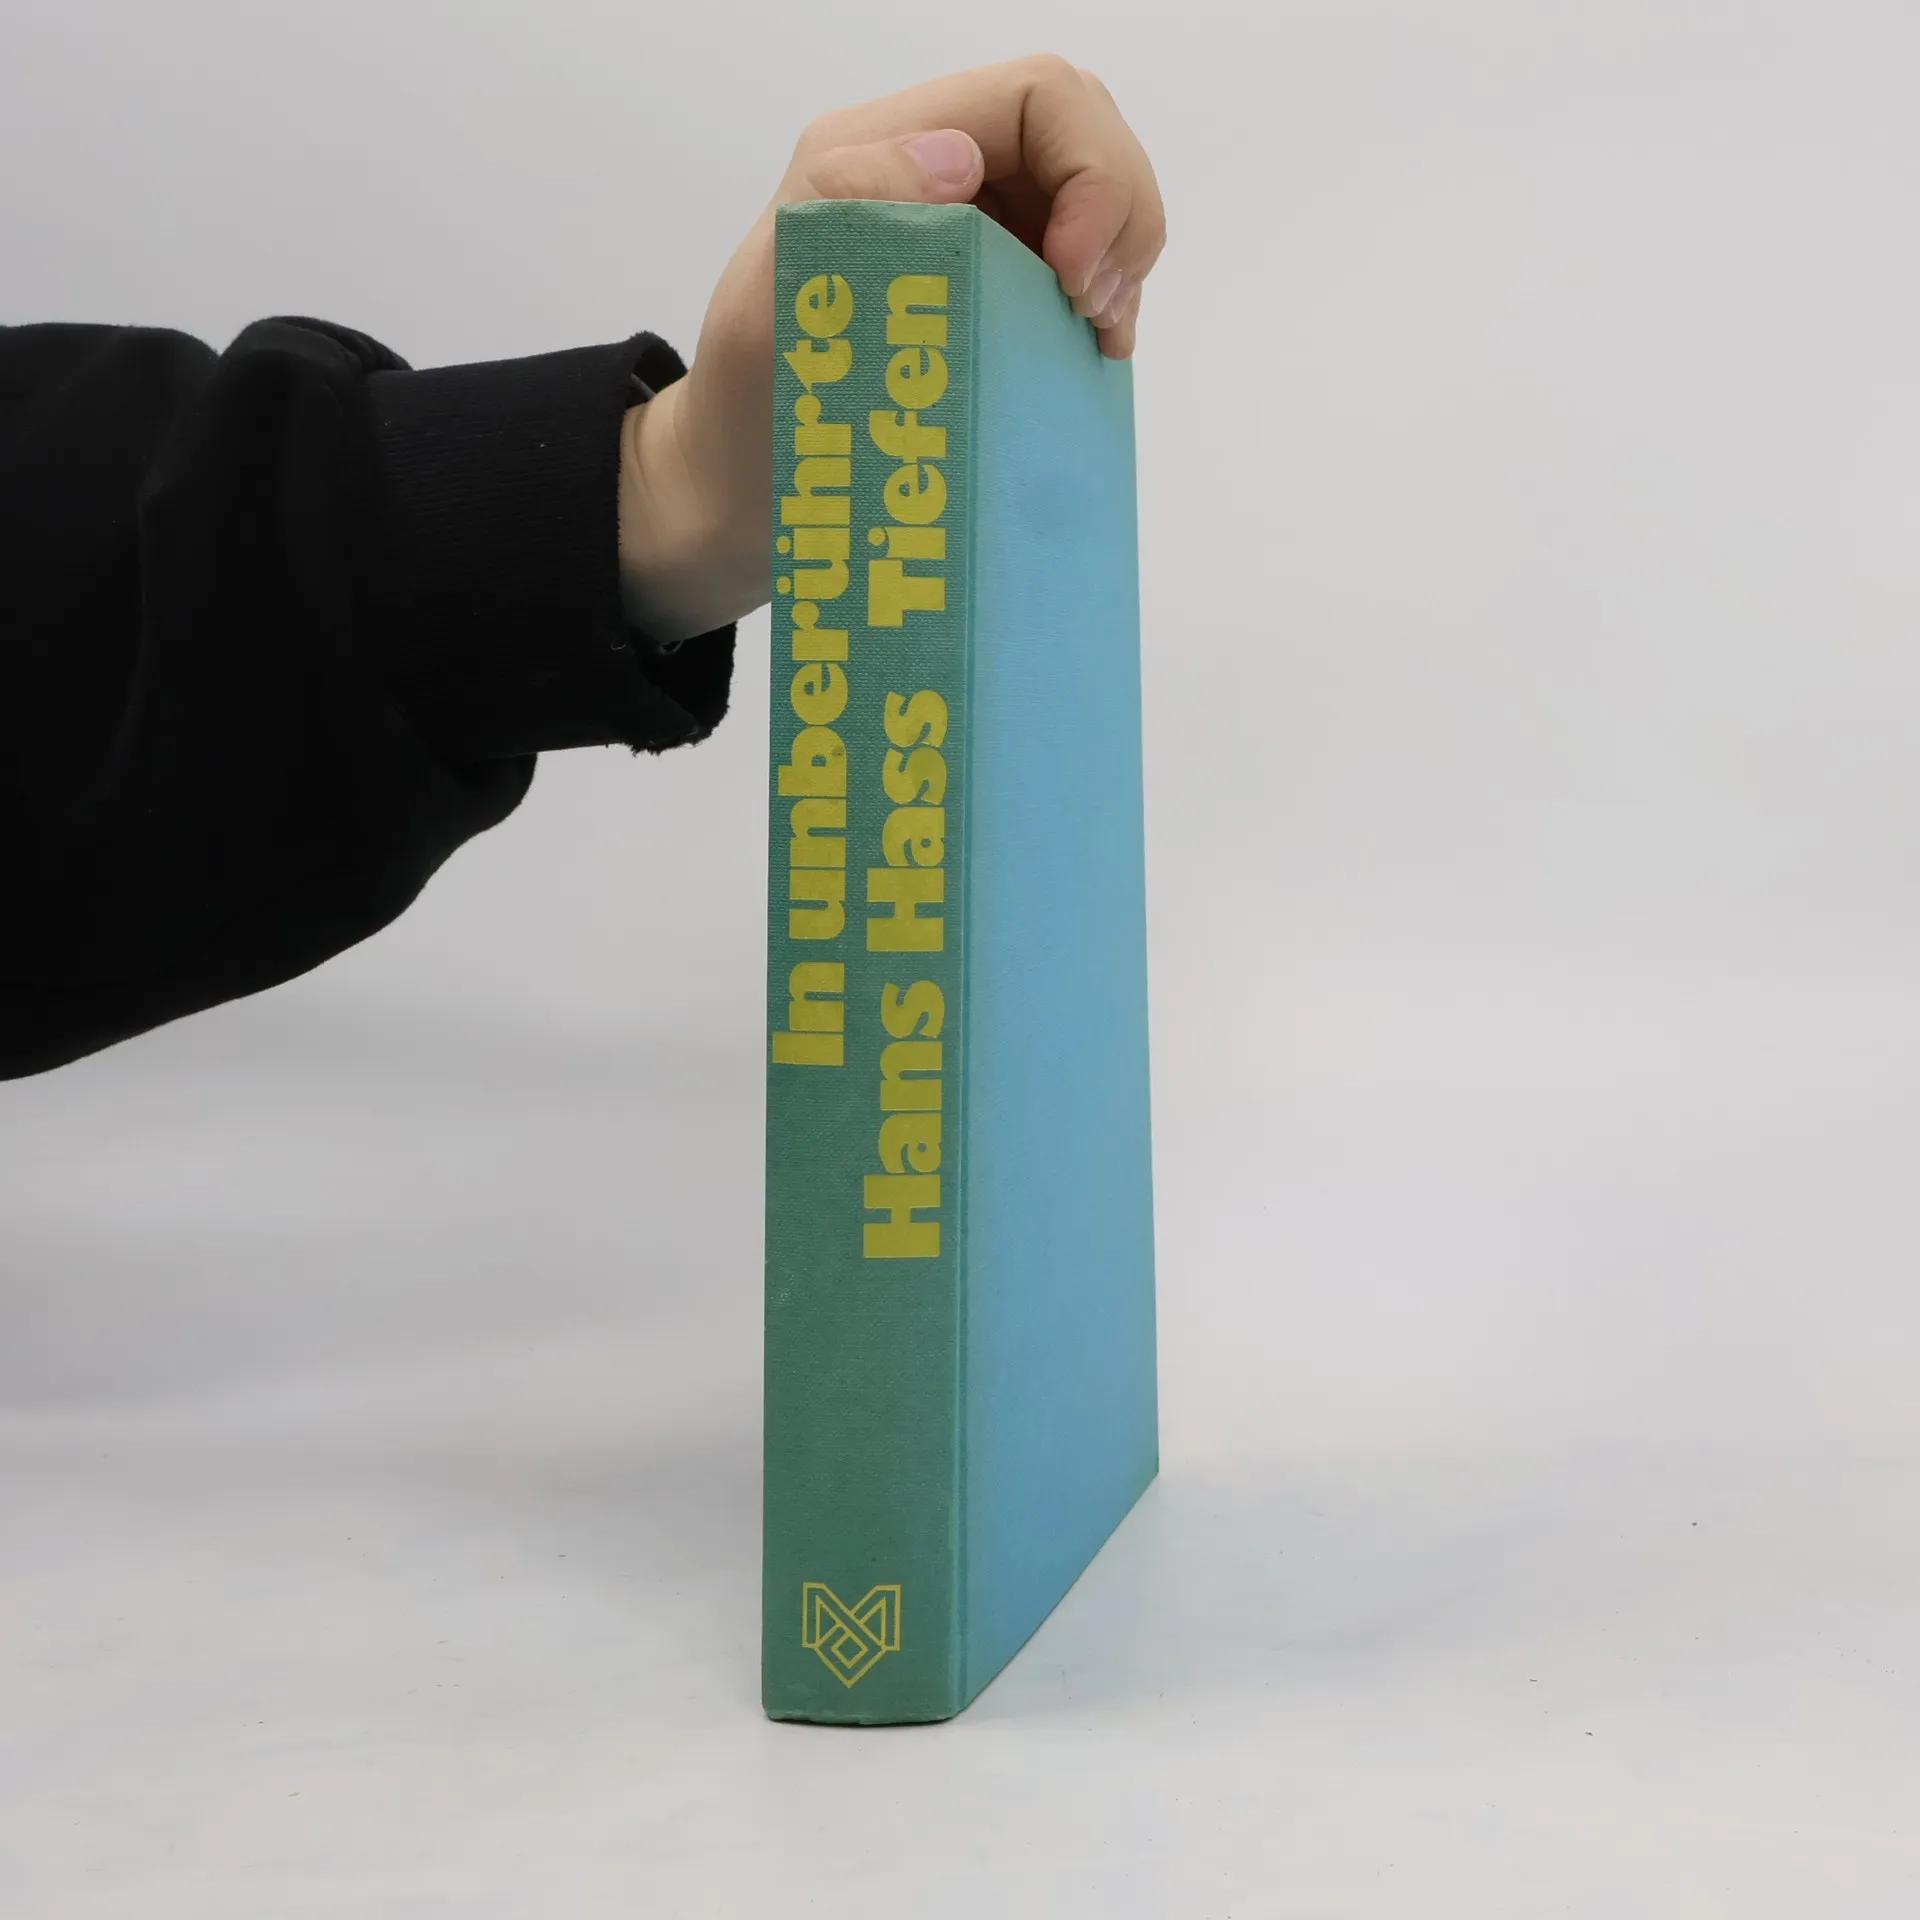 In unberührte
Tiefen
Hans Hass